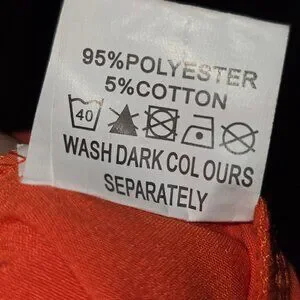 95%POLYESTER
5%COTTON
40
WASH DARK COLOURS
SEPARATELY